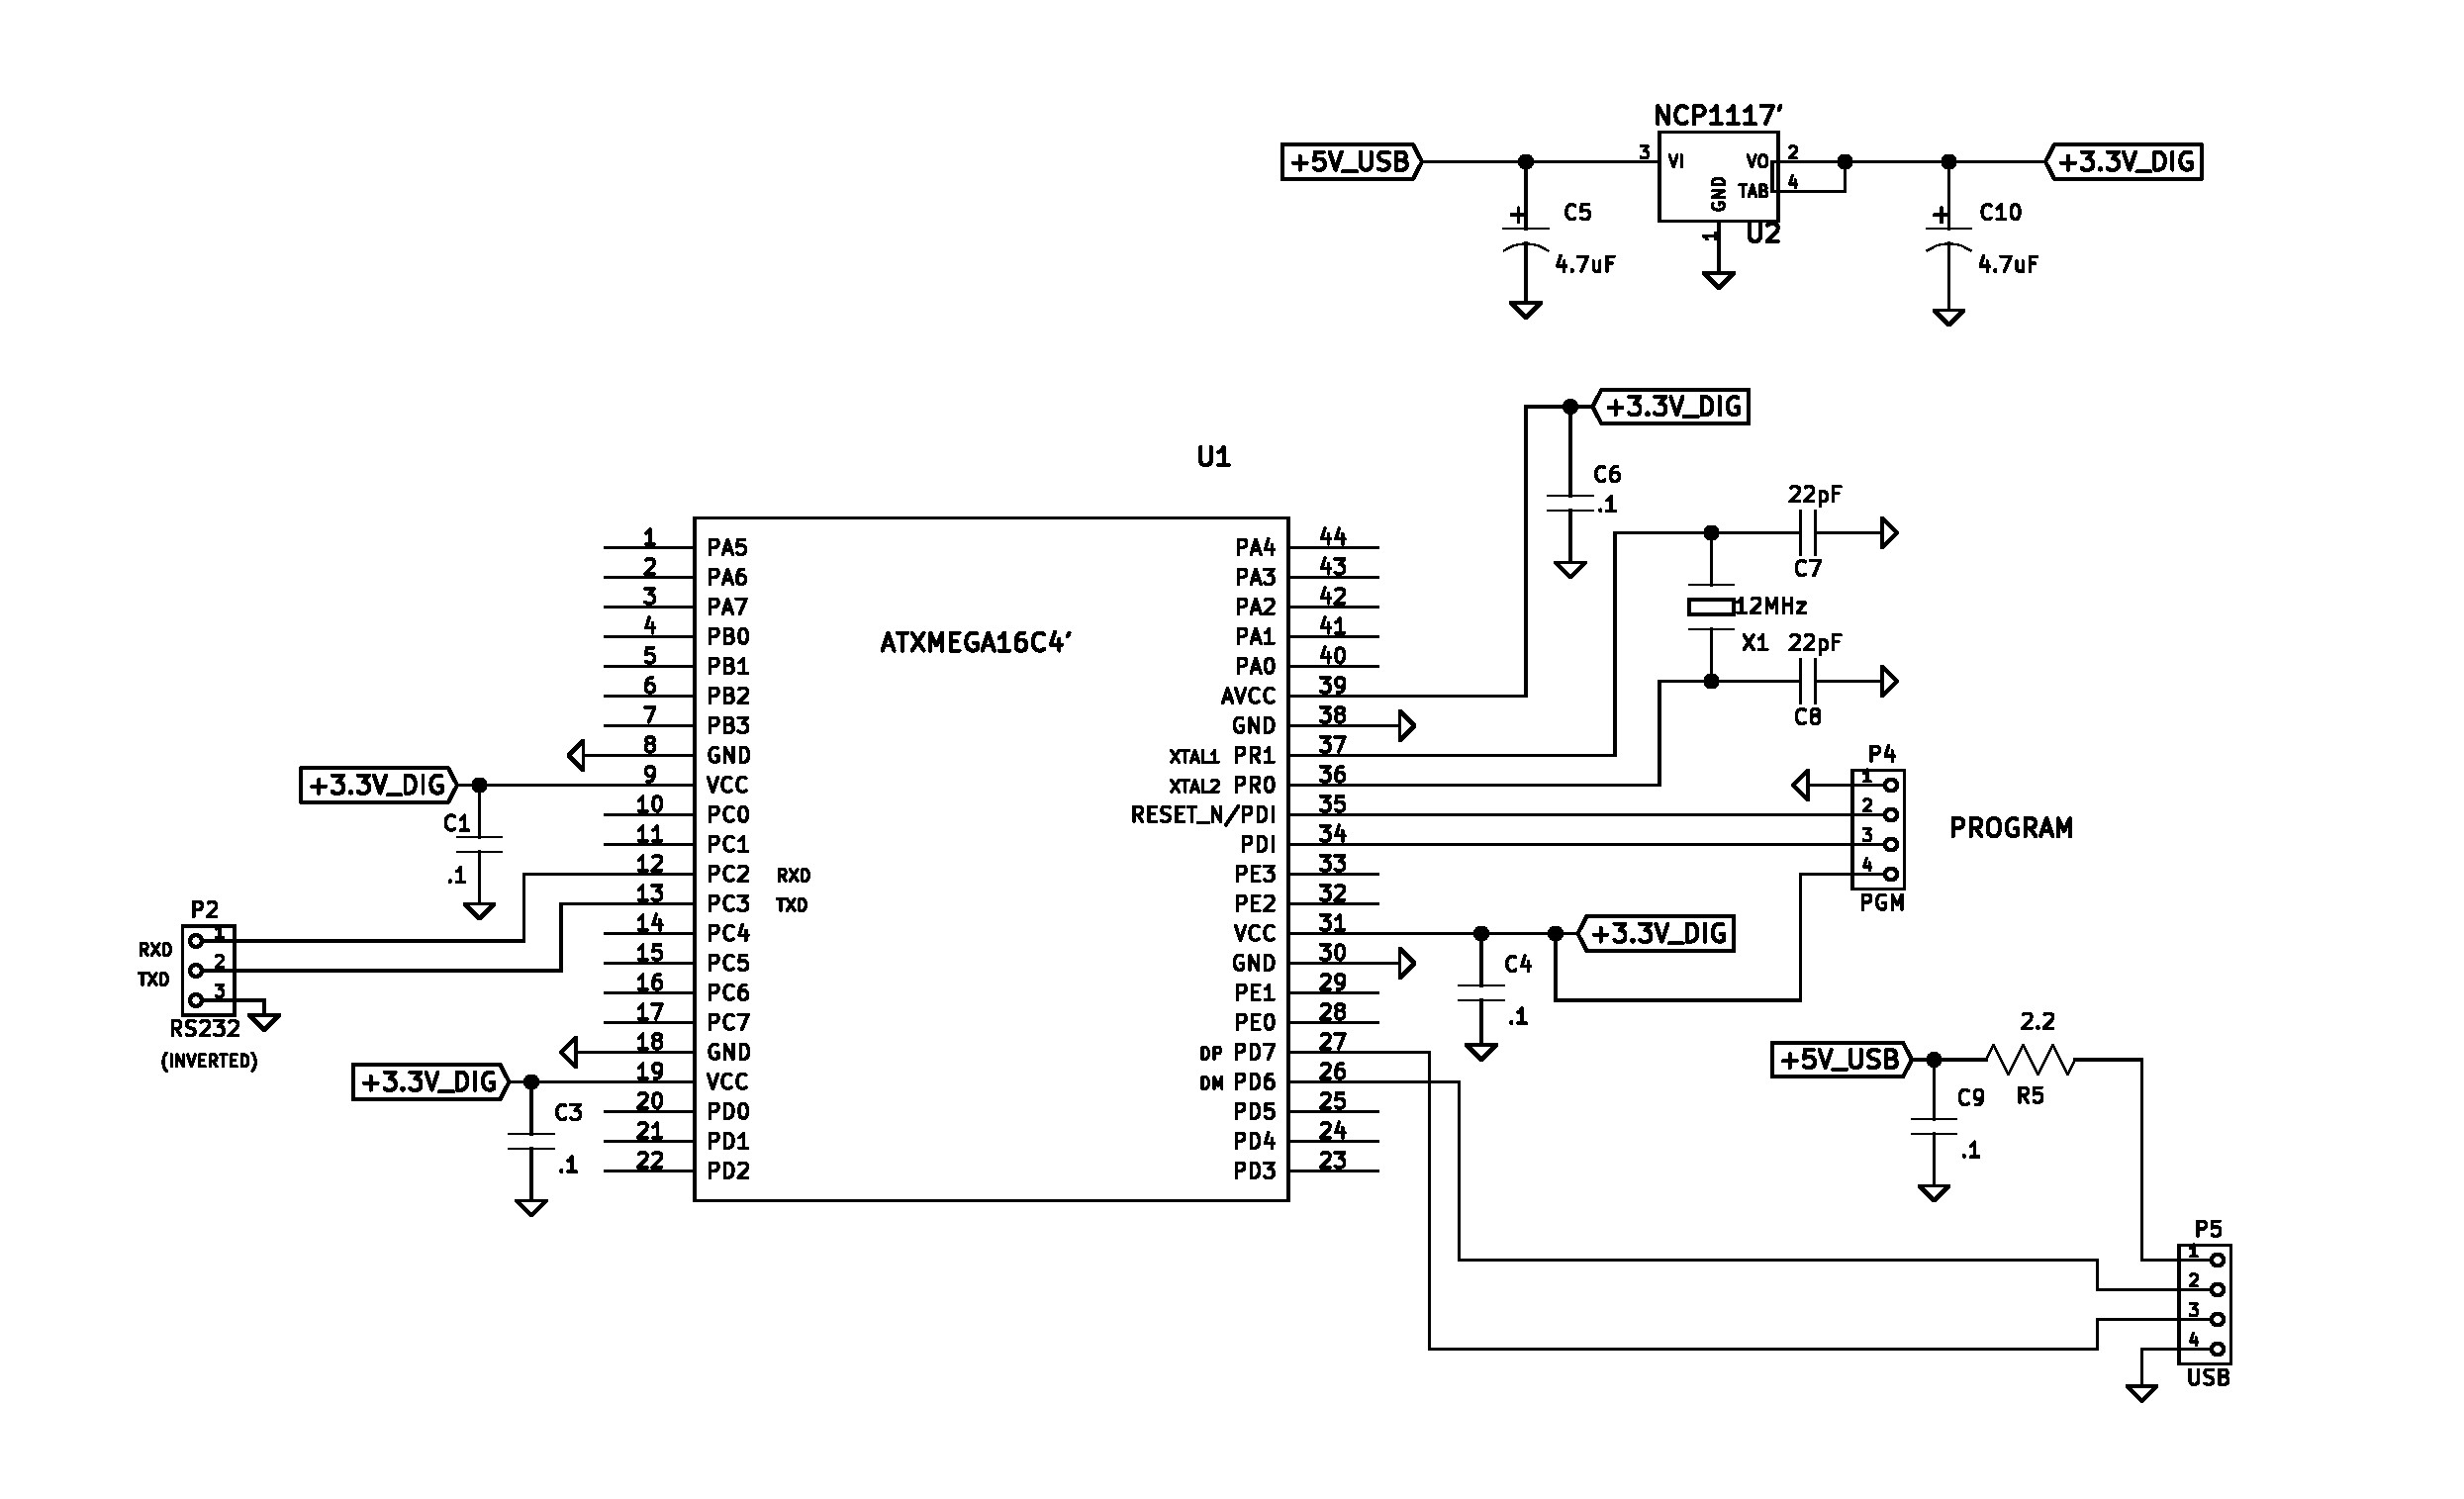 NCP1117'
+5V_USB
3
VI
VO
2
TAB
4
GND
1
U2
+3.3V_DIG
+
C5
4.7uF
+
C10
4.7uF
+3.3V_DIG
C6
.1
U1
ATXMEGA16C4'
1 PA5
2 PA6
3 PA7
4 PB0
5 PB1
6 PB2
7 PB3
8 GND
9 VCC
10 PC0
11 PC1
12 PC2 RXD
13 PC3 TXD
14 PC4
15 PC5
16 PC6
17 PC7
18 GND
19 VCC
20 PD0
21 PD1
22 PD2
PA4 44
PA3 43
PA2 42
PA1 41
PA0 40
AVCC 39
GND 38
XTAL1 PR1 37
XTAL2 PR0 36
RESET_N/PDI 35
PDI 34
PE3 33
PE2 32
VCC 31
GND 30
PE1 29
PE0 28
DP PD7 27
DM PD6 26
PD5 25
PD4 24
PD3 23
22pF
C7
12MHz
X1
22pF
C8
P4
1
2
3
4
PGM
PROGRAM
+3.3V_DIG
C1
.1
P2
RXD
TXD
1
2
3
RS232
(INVERTED)
+3.3V_DIG
C3
.1
+3.3V_DIG
C4
.1
+5V_USB
2.2
R5
C9
.1
P5
1
2
3
4
USB